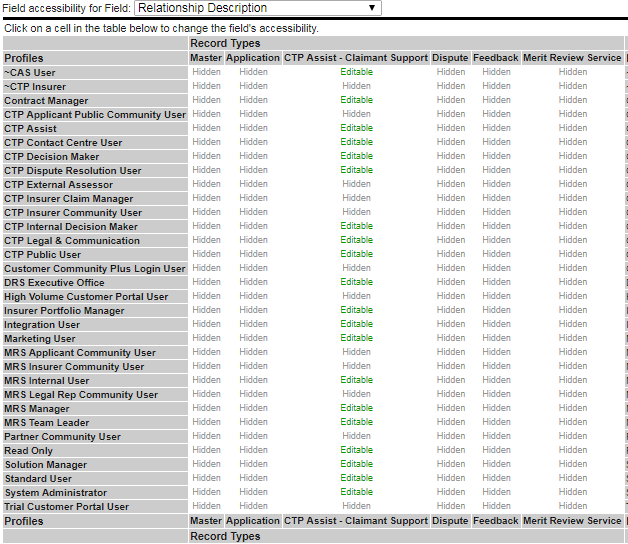 Field accessibility for Field: Relationship Description
Click on a cell in the table below to change the field's accessibility.
Record Types
Profiles Master Application CTP Assist - Claimant Support Dispute Feedback Merit Review Service
~CAS User Hidden Hidden Editable Hidden Hidden Hidden
~CTP Insurer Hidden Hidden Hidden Hidden Hidden Hidden
Contract Manager Hidden Hidden Editable Hidden Hidden Hidden
CTP Applicant Public Community User Hidden Hidden Hidden Hidden Hidden Hidden
CTP Assist Hidden Hidden Editable Hidden Hidden Hidden
CTP Contact Centre User Hidden Hidden Editable Hidden Hidden Hidden
CTP Decision Maker Hidden Hidden Editable Hidden Hidden Hidden
CTP Dispute Resolution User Hidden Hidden Editable Hidden Hidden Hidden
CTP External Assessor Hidden Hidden Hidden Hidden Hidden Hidden
CTP Insurer Claim Manager Hidden Hidden Hidden Hidden Hidden Hidden
CTP Insurer Community User Hidden Hidden Hidden Hidden Hidden Hidden
CTP Internal Decision Maker Hidden Hidden Editable Hidden Hidden Hidden
CTP Legal & Communication Hidden Hidden Editable Hidden Hidden Hidden
CTP Public User Hidden Hidden Editable Hidden Hidden Hidden
Customer Community Plus Login User Hidden Hidden Hidden Hidden Hidden Hidden
DRS Executive Office Hidden Hidden Editable Hidden Hidden Hidden
High Volume Customer Portal User Hidden Hidden Hidden Hidden Hidden Hidden
Insurer Portfolio Manager Hidden Hidden Editable Hidden Hidden Hidden
Integration User Hidden Hidden Editable Hidden Hidden Hidden
Marketing User Hidden Hidden Editable Hidden Hidden Hidden
MRS Applicant Community User Hidden Hidden Hidden Hidden Hidden Hidden
MRS Insurer Community User Hidden Hidden Hidden Hidden Hidden Hidden
MRS Internal User Hidden Hidden Editable Hidden Hidden Hidden
MRS Legal Rep Community User Hidden Hidden Hidden Hidden Hidden Hidden
MRS Manager Hidden Hidden Editable Hidden Hidden Hidden
MRS Team Leader Hidden Hidden Editable Hidden Hidden Hidden
Partner Community User Hidden Hidden Hidden Hidden Hidden Hidden
Read Only Hidden Hidden Editable Hidden Hidden Hidden
Solution Manager Hidden Hidden Editable Hidden Hidden Hidden
Standard User Hidden Hidden Editable Hidden Hidden Hidden
System Administrator Hidden Hidden Editable Hidden Hidden Hidden
Trial Customer Portal User Hidden Hidden Hidden Hidden Hidden Hidden
Profiles Master Application CTP Assist - Claimant Support Dispute Feedback Merit Review Service
Record Types